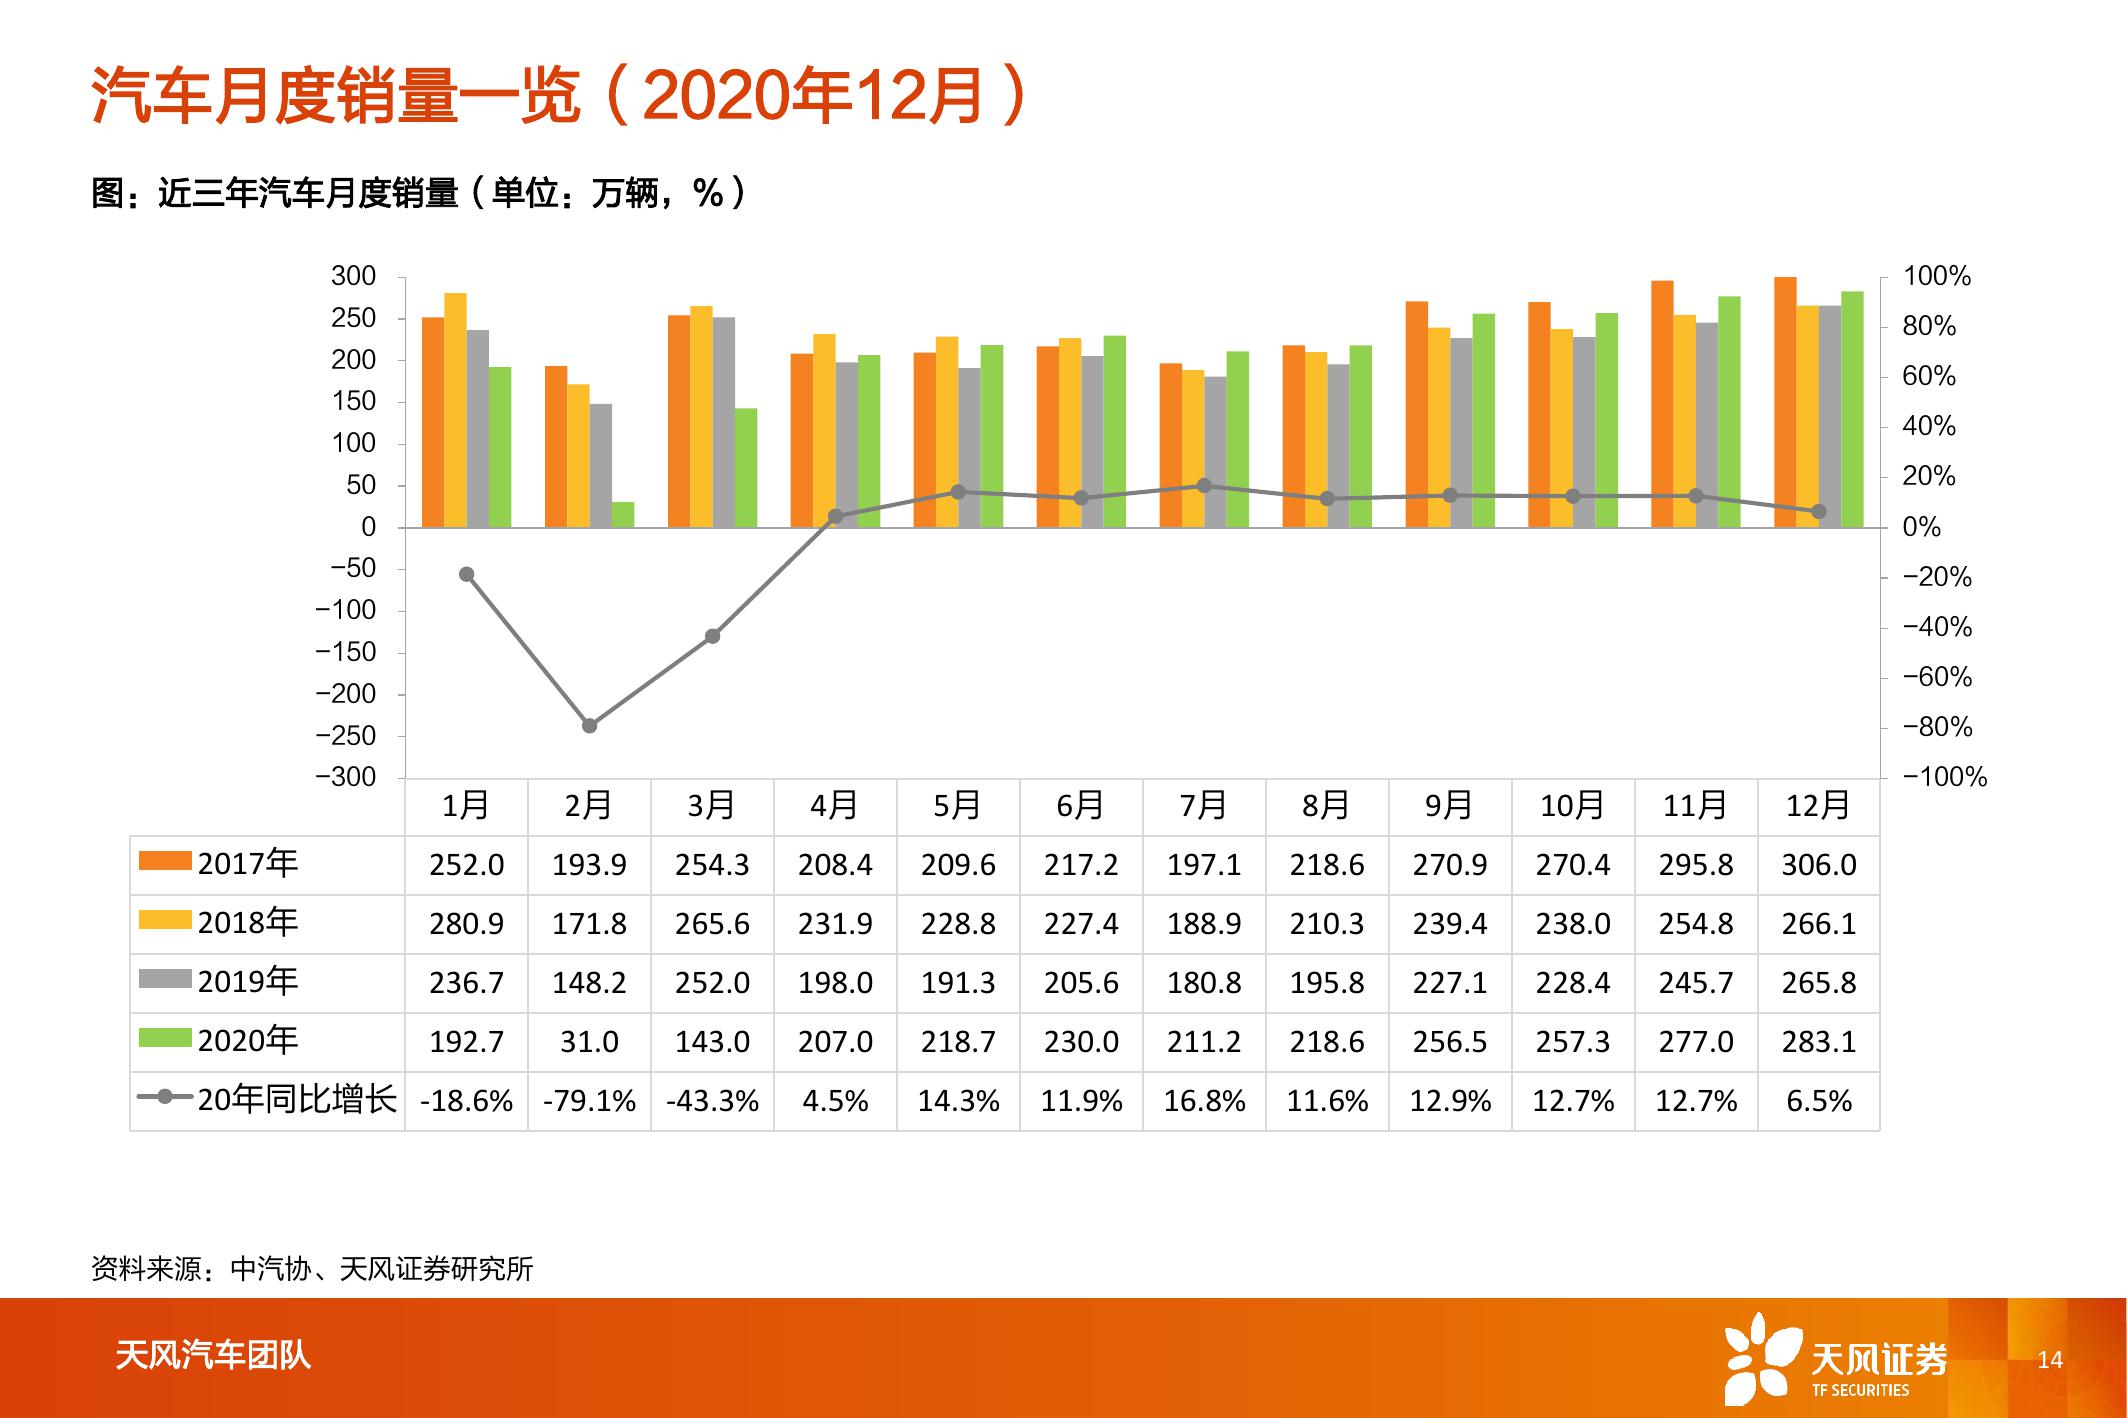 汽车月度销量一览（2020年12月）
图：近三年汽车月度销量（单位：万辆，%）
300 100%
250 80%
200 60%
150 40%
100 20%
50 0%
0 −20%
−50 −40%
−100 −60%
−150 −80%
−200 −100%
−250
−300
1月 2月 3月 4月 5月 6月 7月 8月 9月 10月 11月 12月
2017年 252.0 193.9 254.3 208.4 209.6 217.2 197.1 218.6 270.9 270.4 295.8 306.0
2018年 280.9 171.8 265.6 231.9 228.8 227.4 188.9 210.3 239.4 238.0 254.8 266.1
2019年 236.7 148.2 252.0 198.0 191.3 205.6 180.8 195.8 227.1 228.4 245.7 265.8
2020年 192.7 31.0 143.0 207.0 218.7 230.0 211.2 218.6 256.5 257.3 277.0 283.1
20年同比增长 -18.6% -79.1% -43.3% 4.5% 14.3% 11.9% 16.8% 11.6% 12.9% 12.7% 12.7% 6.5%
资料来源：中汽协、天风证券研究所
天风汽车团队
天风证券
TF SECURITIES
14